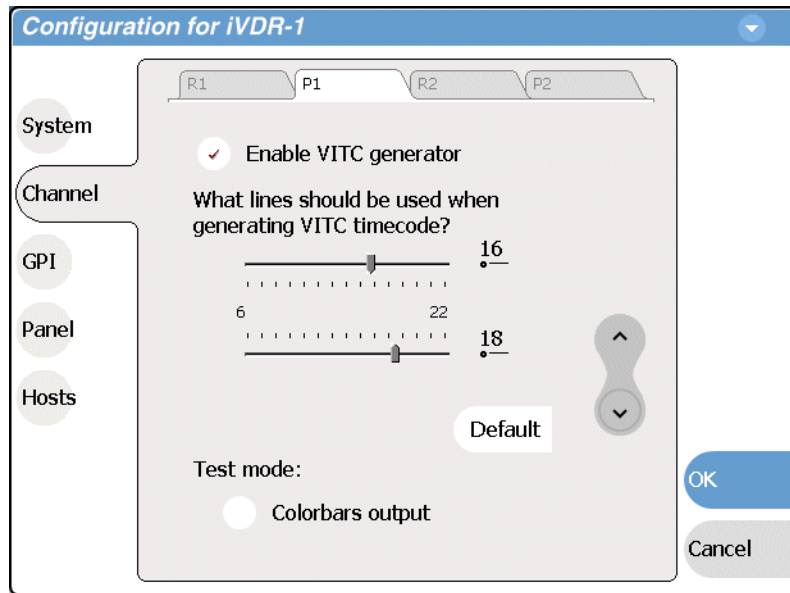 Configuration for iVDR-1
R1
P1
R2
P2
System
Channel
GPI
Panel
Hosts
Enable VITC generator
What lines should be used when
generating VITC timecode?
16
6
22
18
Default
Test mode:
Colorbars output
OK
Cancel